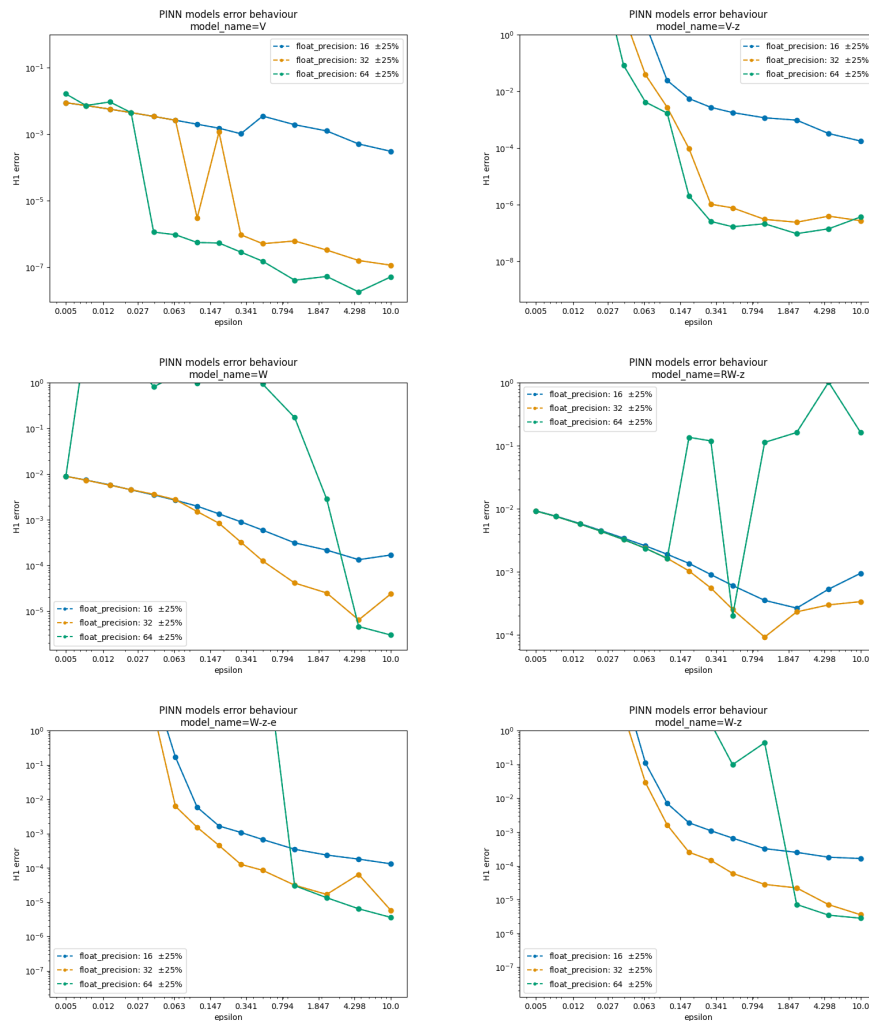 PINN models error behaviour
model_name=V
float_precision: 16 ±25%
float_precision: 32 ±25%
float_precision: 64 ±25%
10^-1
10^-3
10^-5
10^-7
H1 error
0.005 0.012 0.027 0.063 0.147 0.341 0.794 1.847 4.298 10.0
epsilon
PINN models error behaviour
model_name=V-z
float_precision: 16 ±25%
float_precision: 32 ±25%
float_precision: 64 ±25%
10^0
10^-2
10^-4
10^-6
10^-8
H1 error
0.005 0.012 0.027 0.063 0.147 0.341 0.794 1.847 4.298 10.0
epsilon
PINN models error behaviour
model_name=W
10^0
10^-1
10^-2
10^-3
10^-4
10^-5
H1 error
float_precision: 16 ±25%
float_precision: 32 ±25%
float_precision: 64 ±25%
0.005 0.012 0.027 0.063 0.147 0.341 0.794 1.847 4.298 10.0
epsilon
PINN models error behaviour
model_name=RW-z
float_precision: 16 ±25%
float_precision: 32 ±25%
float_precision: 64 ±25%
10^0
10^-1
10^-2
10^-3
10^-4
H1 error
0.005 0.012 0.027 0.063 0.147 0.341 0.794 1.847 4.298 10.0
epsilon
PINN models error behaviour
model_name=W-z-e
10^0
10^-1
10^-2
10^-3
10^-4
10^-5
10^-6
10^-7
H1 error
float_precision: 16 ±25%
float_precision: 32 ±25%
float_precision: 64 ±25%
0.005 0.012 0.027 0.063 0.147 0.341 0.794 1.847 4.298 10.0
epsilon
PINN models error behaviour
model_name=W-z
10^0
10^-1
10^-2
10^-3
10^-4
10^-5
10^-6
10^-7
H1 error
float_precision: 16 ±25%
float_precision: 32 ±25%
float_precision: 64 ±25%
0.005 0.012 0.027 0.063 0.147 0.341 0.794 1.847 4.298 10.0
epsilon